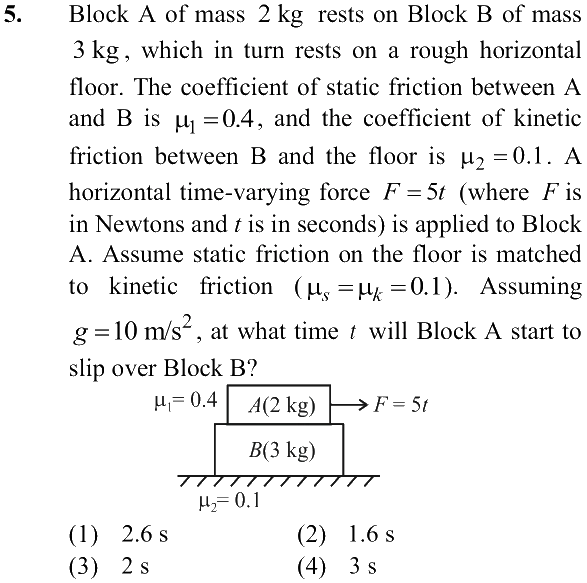 5. Block A of mass 2 kg rests on Block B of mass
3 kg, which in turn rests on a rough horizontal
floor. The coefficient of static friction between A
and B is μ₁ = 0.4, and the coefficient of kinetic
friction between B and the floor is μ₂ = 0.1. A
horizontal time-varying force F = 5t (where F is
in Newtons and t is in seconds) is applied to Block
A. Assume static friction on the floor is matched
to kinetic friction (μₛ = μₖ = 0.1). Assuming
g = 10 m/s², at what time t will Block A start to
slip over Block B?
μ₁= 0.4 A(2 kg) F = 5t
B(3 kg)
μ₂= 0.1
(1) 2.6 s (2) 1.6 s
(3) 2 s (4) 3 s